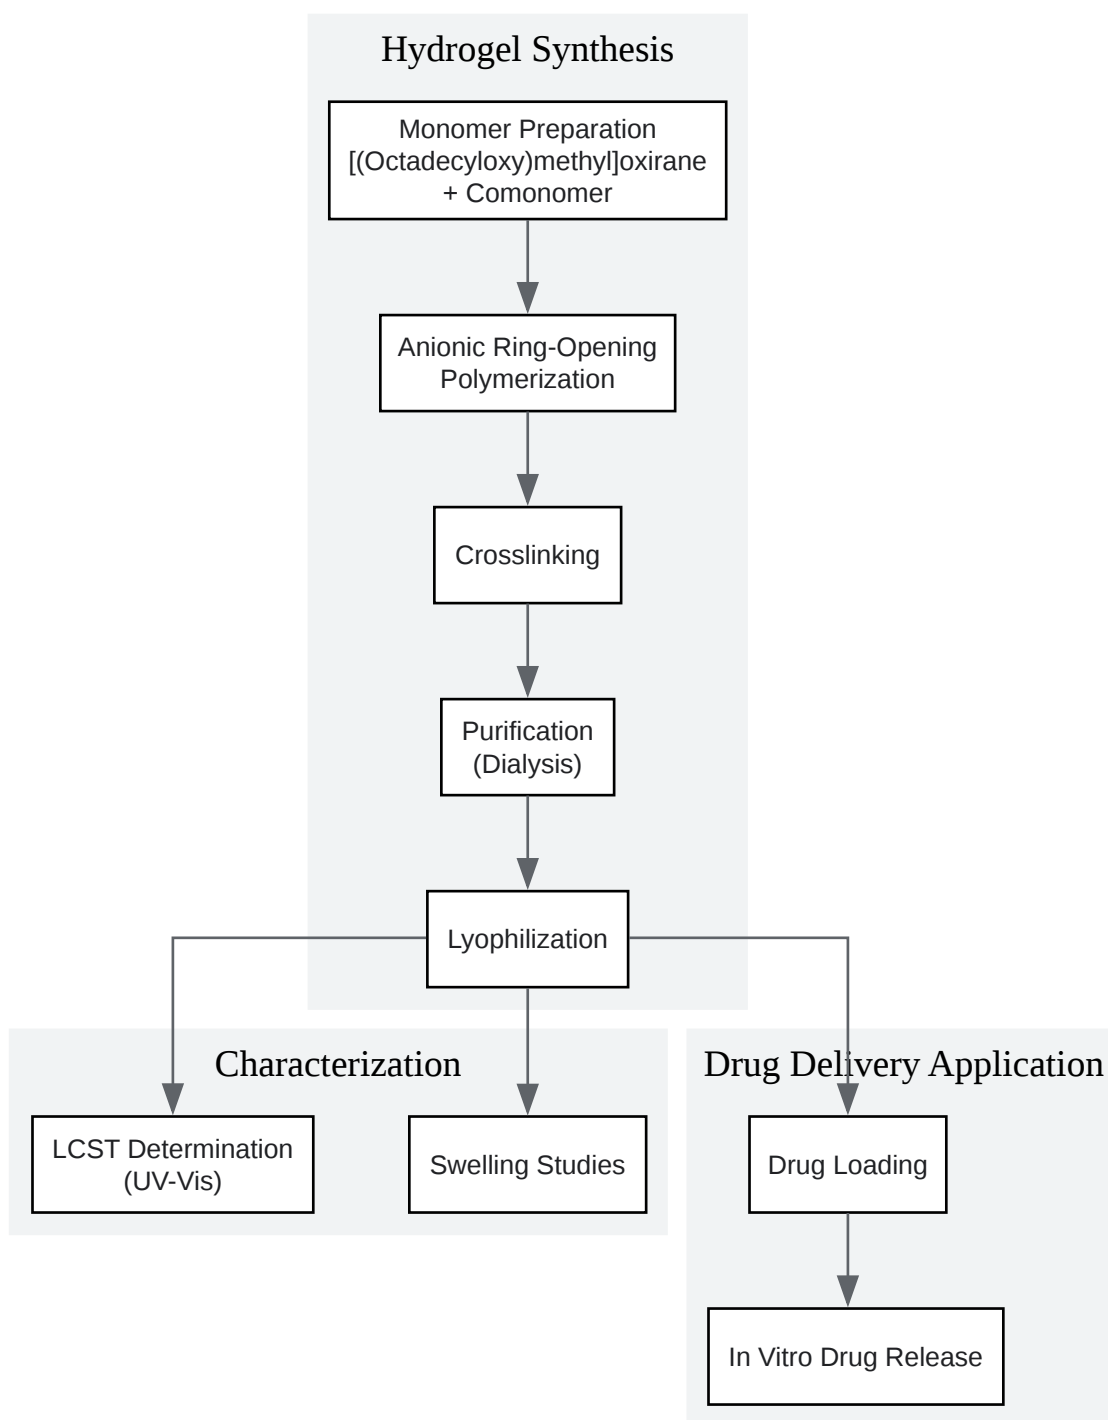 Hydrogel Synthesis
Monomer Preparation
[(Octadecyloxy)methyl]oxirane
+ Comonomer
Anionic Ring-Opening
Polymerization
Crosslinking
Purification
(Dialysis)
Lyophilization
Characterization
Drug Delivery Application
LCST Determination
(UV-Vis)
Swelling Studies
Drug Loading
In Vitro Drug Release